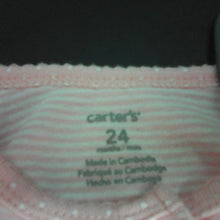 carter's
24
months / mois
Made in Cambodia
Fabriqué au Cambodge
Hecho en Camboya